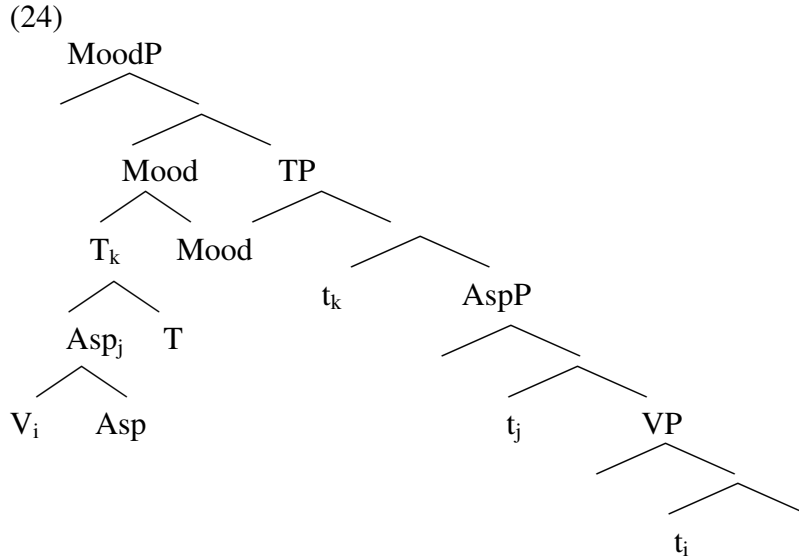 (24)
MoodP
Mood TP
T_k Mood
t_k AspP
Asp_j T
V_i Asp t_j VP
t_i